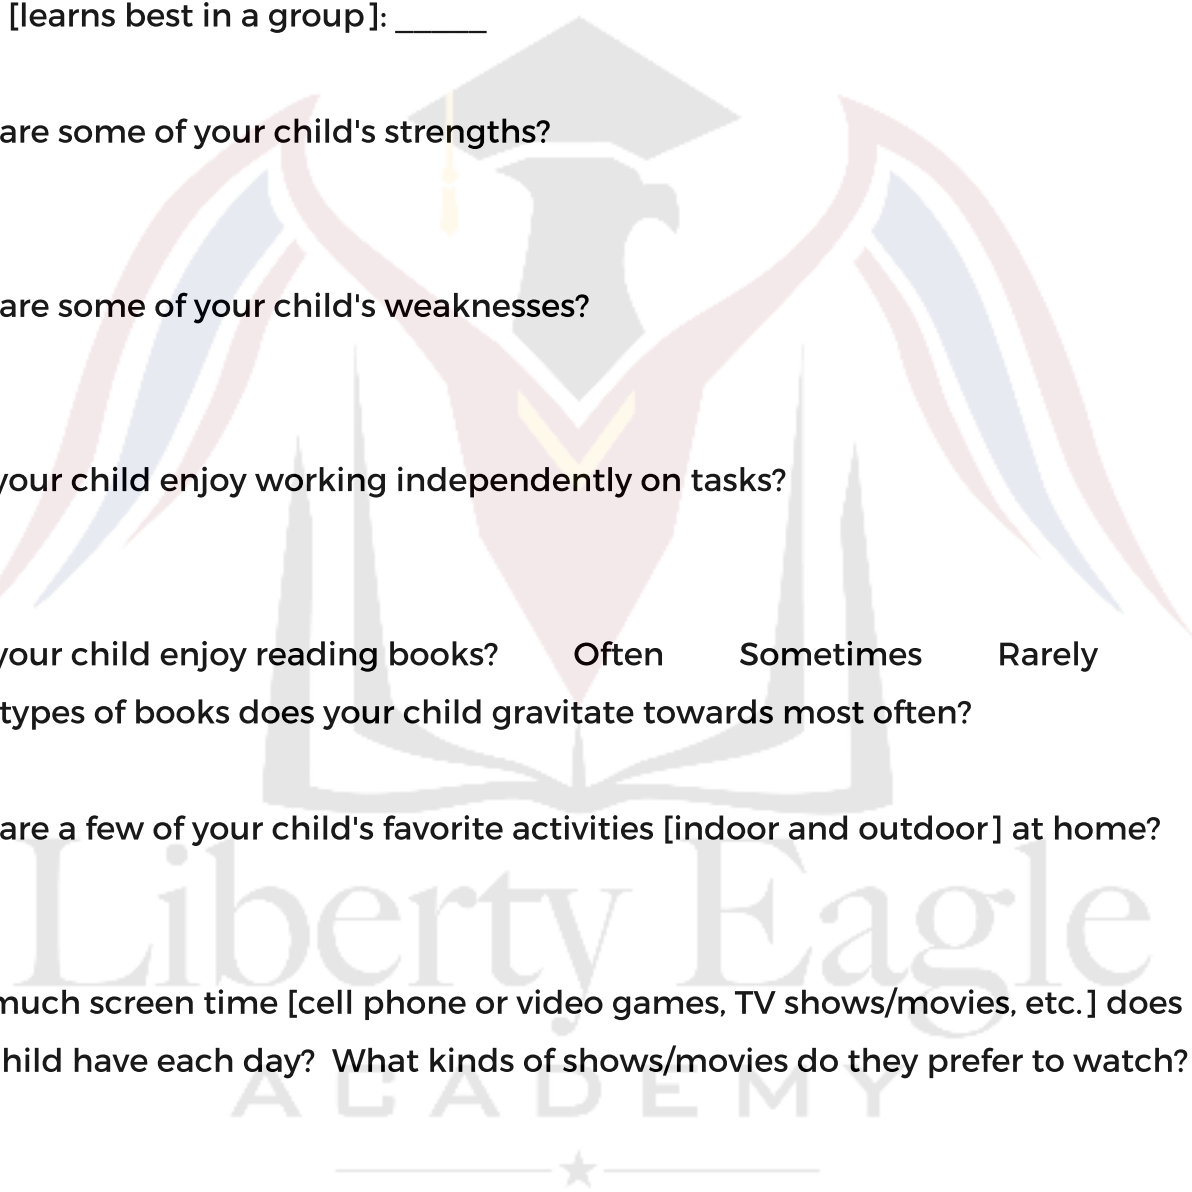 [learns best in a group]: _____
are some of your child's strengths?
are some of your child's weaknesses?
your child enjoy working independently on tasks?
your child enjoy reading books? Often Sometimes Rarely
types of books does your child gravitate towards most often?
are a few of your child's favorite activities [indoor and outdoor] at home?
Liberty Eagle
much screen time [cell phone or video games, TV shows/movies, etc.] does
hild have each day? What kinds of shows/movies do they prefer to watch?
ACADEMY